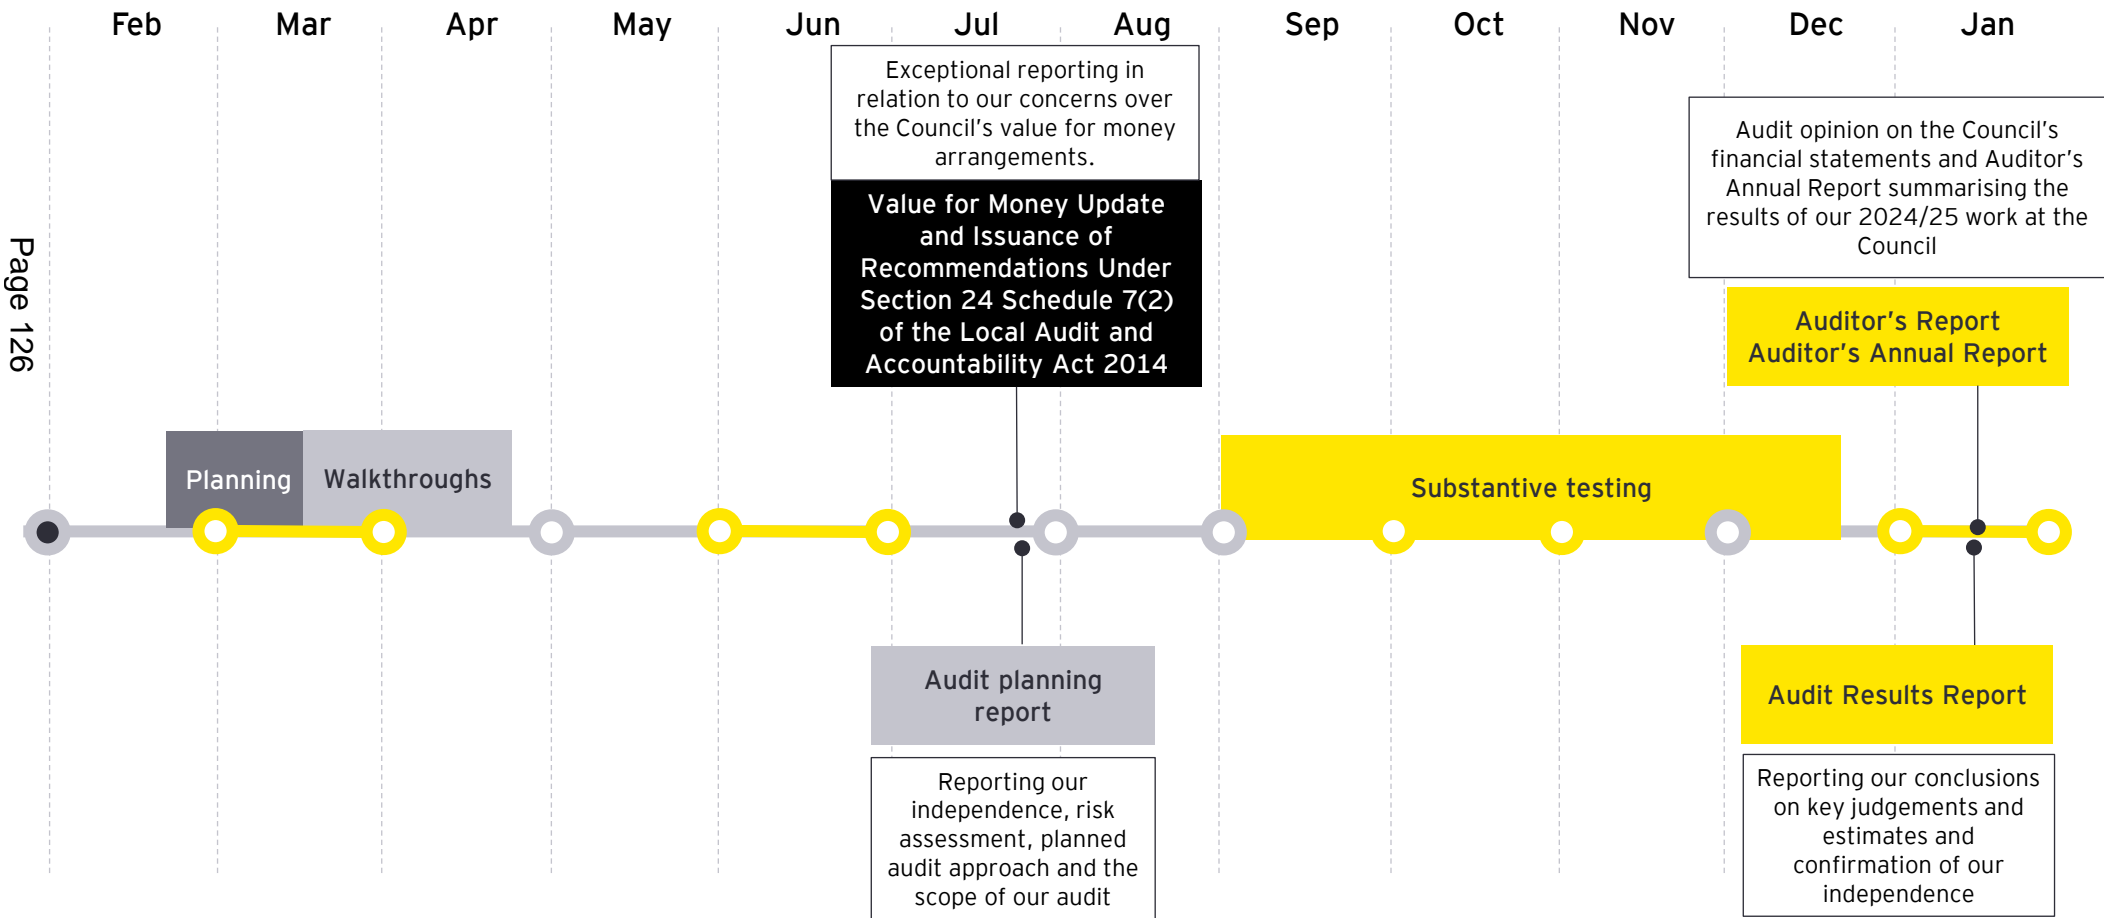 Feb Mar Apr May Jun Jul Aug Sep Oct Nov Dec Jan
Exceptional reporting in
relation to our concerns over
the Council’s value for money
arrangements.
Value for Money Update
and Issuance of
Recommendations Under
Section 24 Schedule 7(2)
of the Local Audit and
Accountability Act 2014
Audit opinion on the Council’s
financial statements and Auditor’s
Annual Report summarising the
results of our 2024/25 work at the
Council
Auditor’s Report
Auditor’s Annual Report
Page 126
Planning
Walkthroughs
Substantive testing
Audit planning
report
Reporting our
independence, risk
assessment, planned
audit approach and the
scope of our audit
Audit Results Report
Reporting our conclusions
on key judgements and
estimates and
confirmation of our
independence